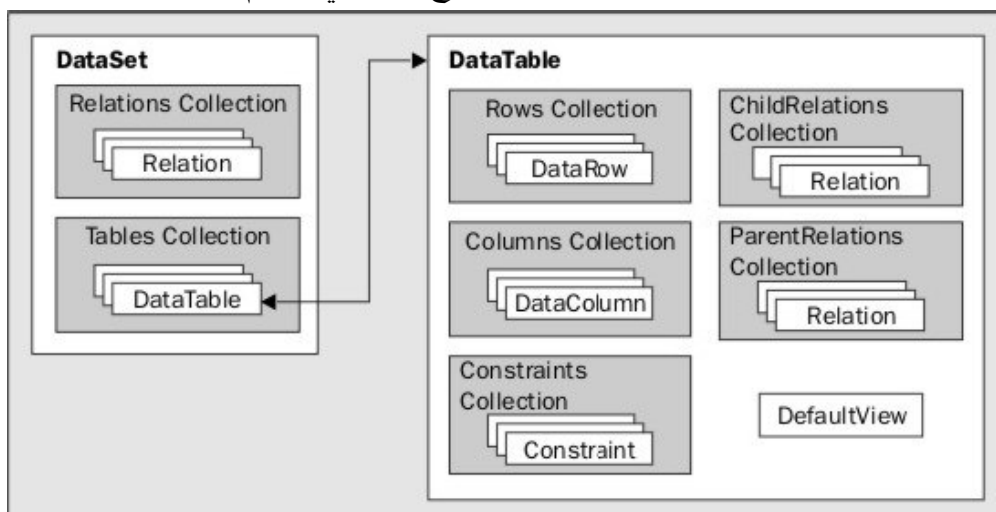 DataSet
Relations Collection
Relation
Tables Collection
DataTable
DataTable
Rows Collection
DataRow
Columns Collection
DataColumn
Constraints
Collection
Constraint
ChildRelations
Collection
Relation
ParentRelations
Collection
Relation
DefaultView